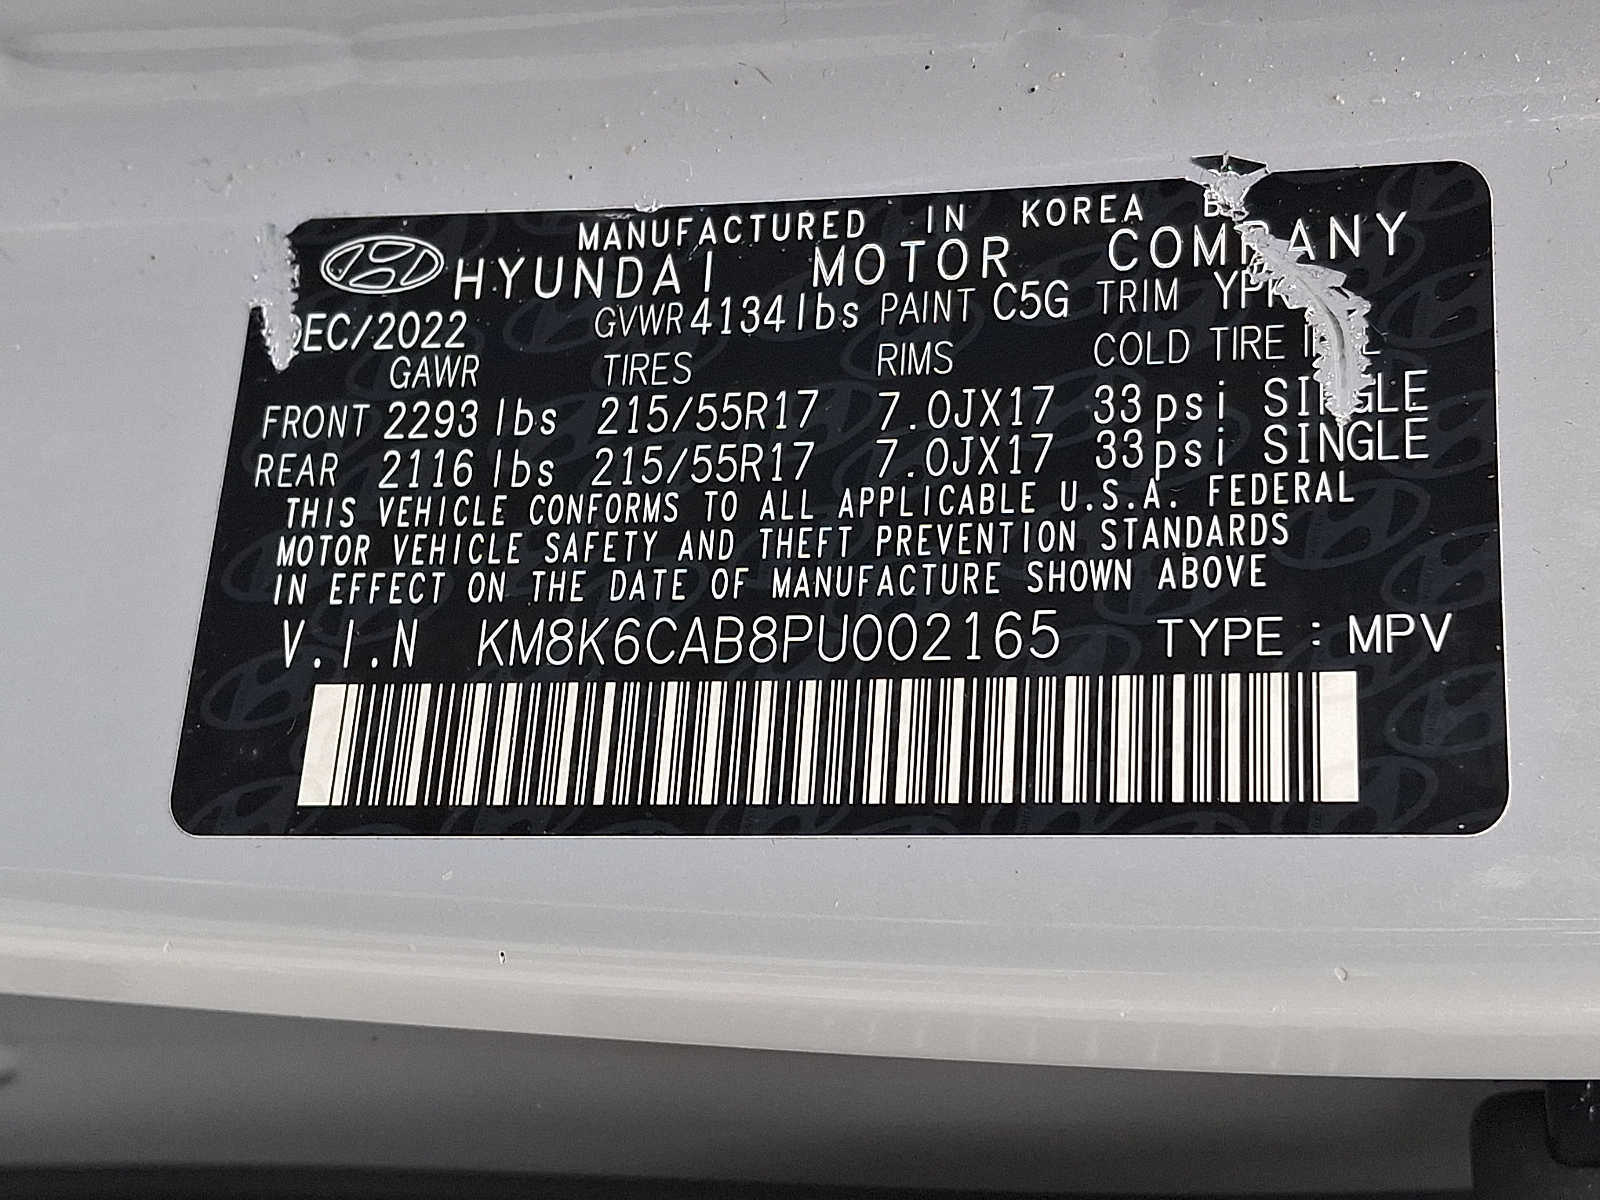 MANUFACTURED IN KOREA
HYUNDAI MOTOR COMPANY
DEC/2022 GVWR 4134 lbs PAINT C5G TRIM
GAWR TIRES RIMS COLD TIRE
FRONT 2293 lbs 215/55R17 7.0JX17 33psi SINGLE
REAR 2116 lbs 215/55R17 7.0JX17 33psi SINGLE
THIS VEHICLE CONFORMS TO ALL APPLICABLE U.S.A. FEDERAL
MOTOR VEHICLE SAFETY AND THEFT PREVENTION STANDARDS
IN EFFECT ON THE DATE OF MANUFACTURE SHOWN ABOVE
V.I.N KM8K6CAB8PU002165 TYPE : MPV